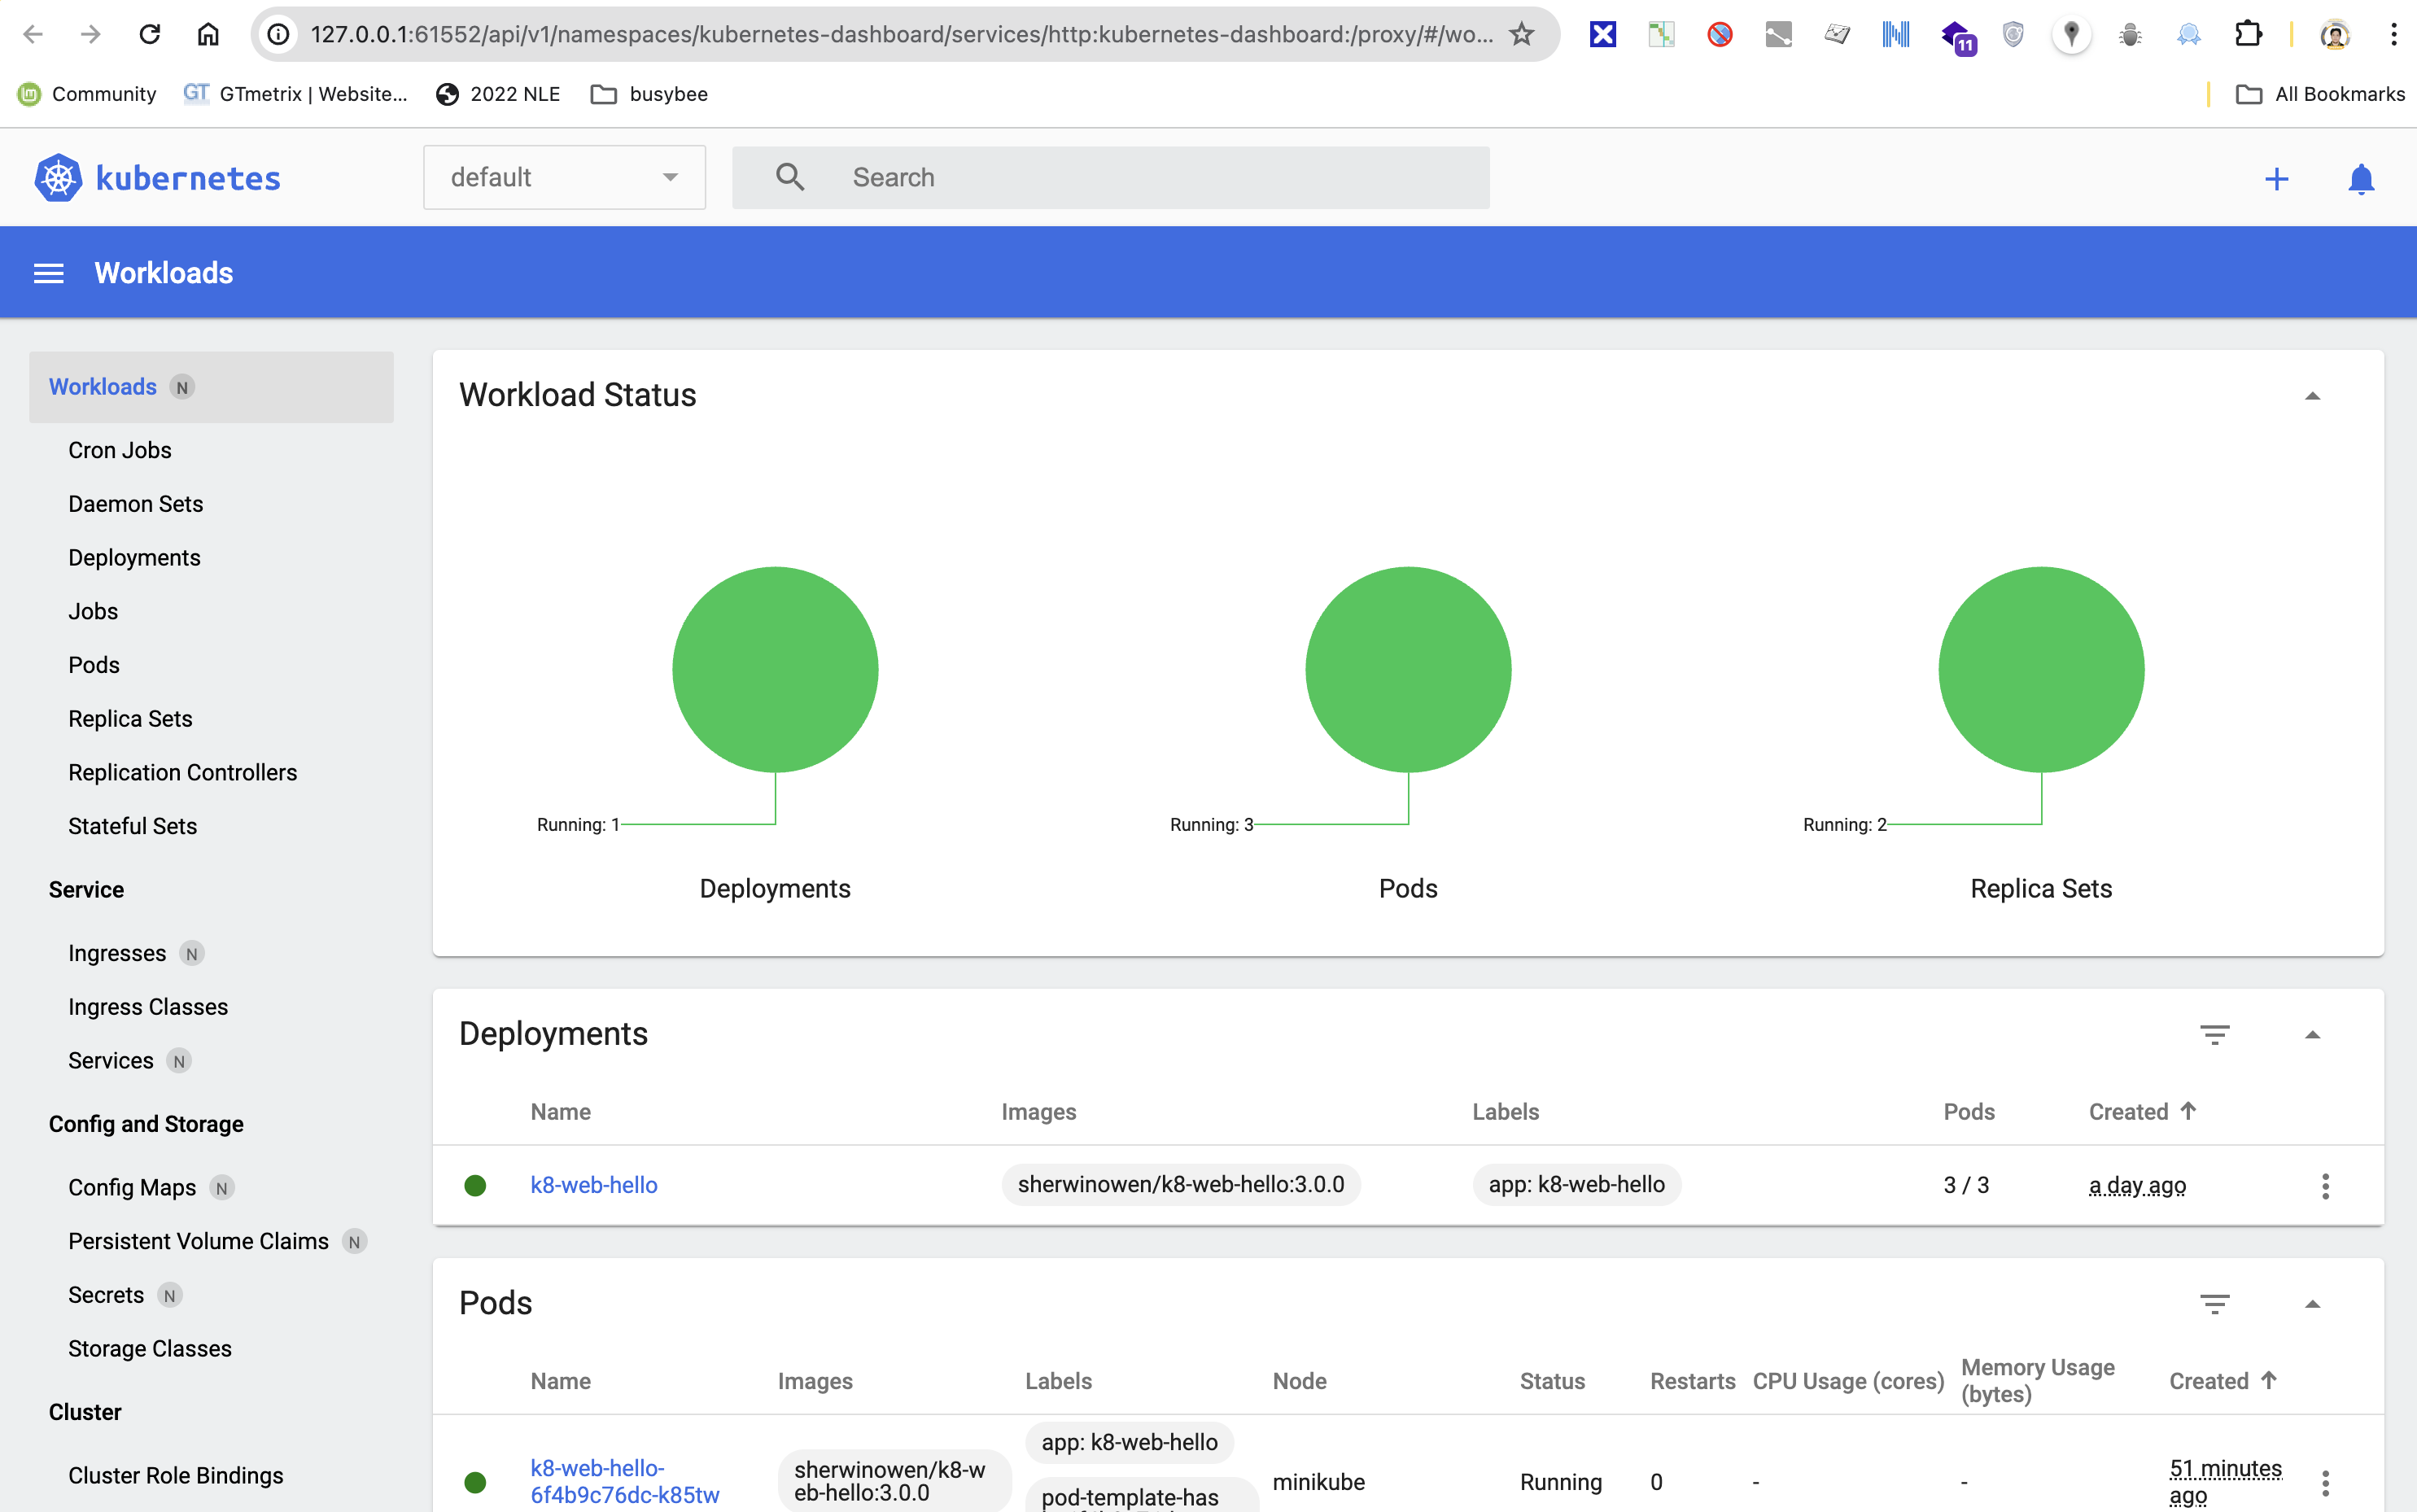 127.0.0.1:61552/api/v1/namespaces/kubernetes-dashboard/services/http:kubernetes-dashboard:/proxy/#/wo...
11
Community
GT GTmetrix | Website...
2022 NLE
busybee
All Bookmarks
kubernetes
default
Search
Workloads
Workloads N
Cron Jobs
Daemon Sets
Deployments
Jobs
Pods
Replica Sets
Replication Controllers
Stateful Sets
Service
Ingresses N
Ingress Classes
Services N
Config and Storage
Config Maps N
Persistent Volume Claims N
Secrets N
Storage Classes
Cluster
Cluster Role Bindings
Workload Status
Running: 1
Deployments
Running: 3
Pods
Running: 2
Replica Sets
Deployments
Name Images Labels Pods Created
k8-web-hello sherwinowen/k8-web-hello:3.0.0 app: k8-web-hello 3 / 3 a day ago
Pods
Name Images Labels Node Status Restarts CPU Usage (cores) Memory Usage (bytes) Created
k8-web-hello-
6f4b9c76dc-k85tw
sherwinowen/k8-w
eb-hello:3.0.0
app: k8-web-hello
pod-template-has
minikube
Running
0
-
-
51 minutes
ago